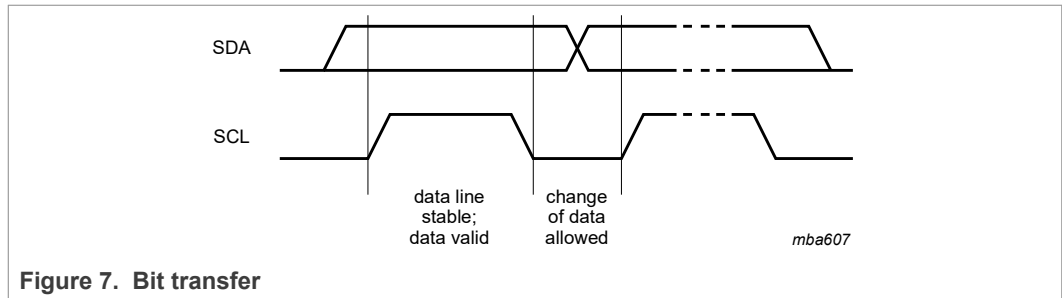 SDA
SCL
data line
stable;
data valid
change
of data
allowed
mba607
Figure 7. Bit transfer